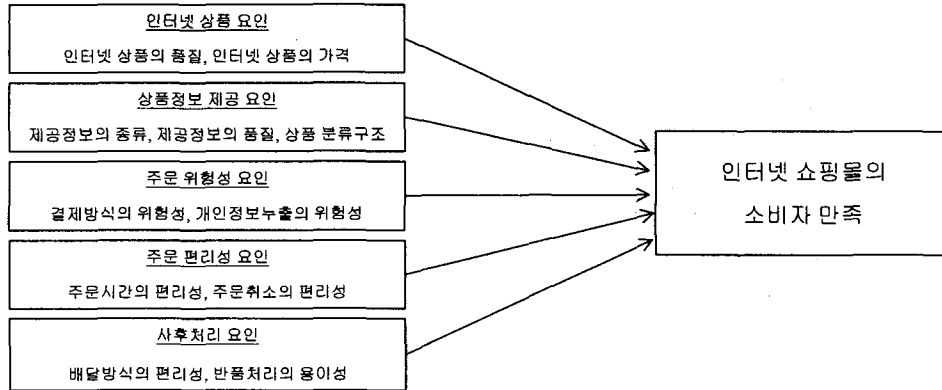 인터넷 상품 요인
인터넷 상품의 품질, 인터넷 상품의 가격
상품정보 제공 요인
제공정보의 종류, 제공정보의 품질, 상품 분류구조
주문 위험성 요인
결제방식의 위험성, 개인정보누출의 위험성
주문 편리성 요인
주문시간의 편리성, 주문취소의 편리성
사후처리 요인
배달방식의 편리성, 반품처리의 용이성
인터넷 쇼핑몰의
소비자 만족